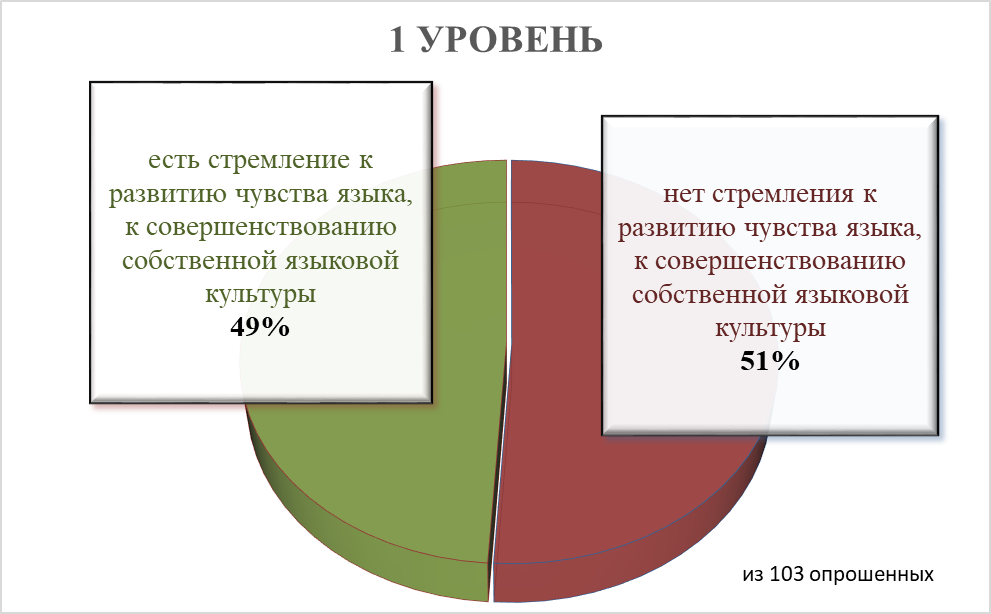 1 УРОВЕНЬ
есть стремление к
развитию чувства языка,
к совершенствованию
собственной языковой
культуры
49%
нет стремления к
развитию чувства языка,
к совершенствованию
собственной языковой
культуры
51%
из 103 опрошенных